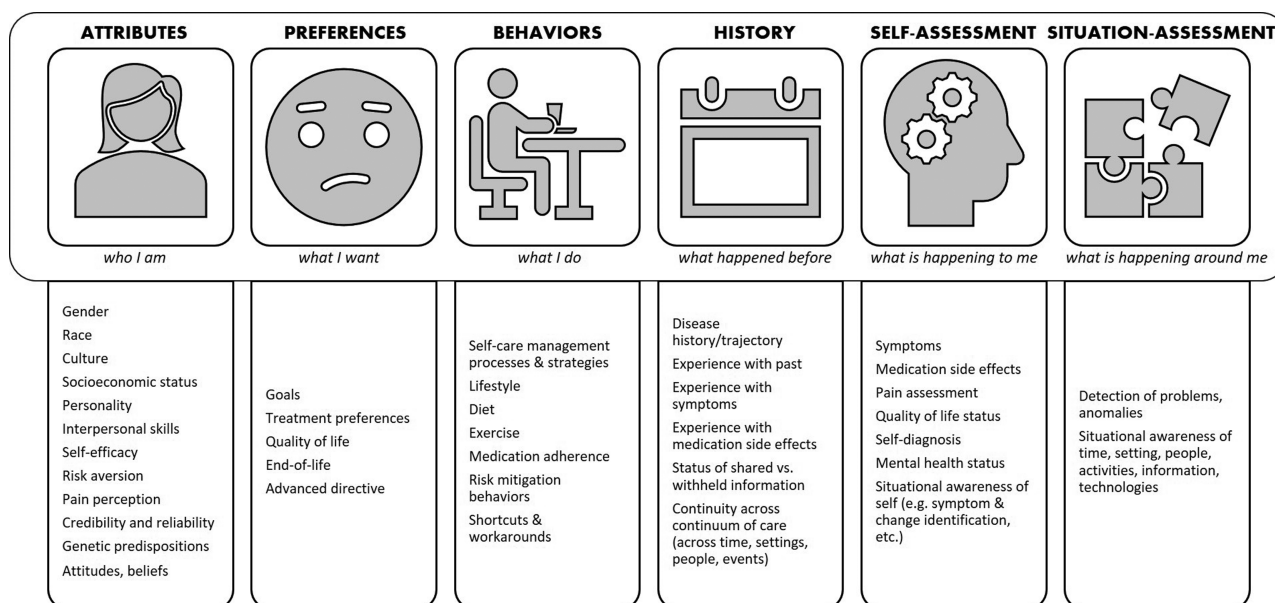 ATTRIBUTES
PREFERENCES
BEHAVIORS
HISTORY
SELF-ASSESSMENT
SITUATION-ASSESSMENT
who I am
what I want
what I do
what happened before
what is happening to me
what is happening around me
Gender
Race
Culture
Socioeconomic status
Personality
Interpersonal skills
Self-efficacy
Risk aversion
Pain perception
Credibility and reliability
Genetic predispositions
Attitudes, beliefs
Goals
Treatment preferences
Quality of life
End-of-life
Advanced directive
Self-care management
processes & strategies
Lifestyle
Diet
Exercise
Medication adherence
Risk mitigation
behaviors
Shortcuts &
workarounds
Disease
history/trajectory
Experience with past
Experience with
symptoms
Experience with
medication side effects
Status of shared vs.
withheld information
Continuity across
continuum of care
(across time, settings,
people, events)
Symptoms
Medication side effects
Pain assessment
Quality of life status
Self-diagnosis
Mental health status
Situational awareness of
self (e.g. symptom &
change identification,
etc.)
Detection of problems,
anomalies
Situational awareness of
time, setting, people,
activities, information,
technologies